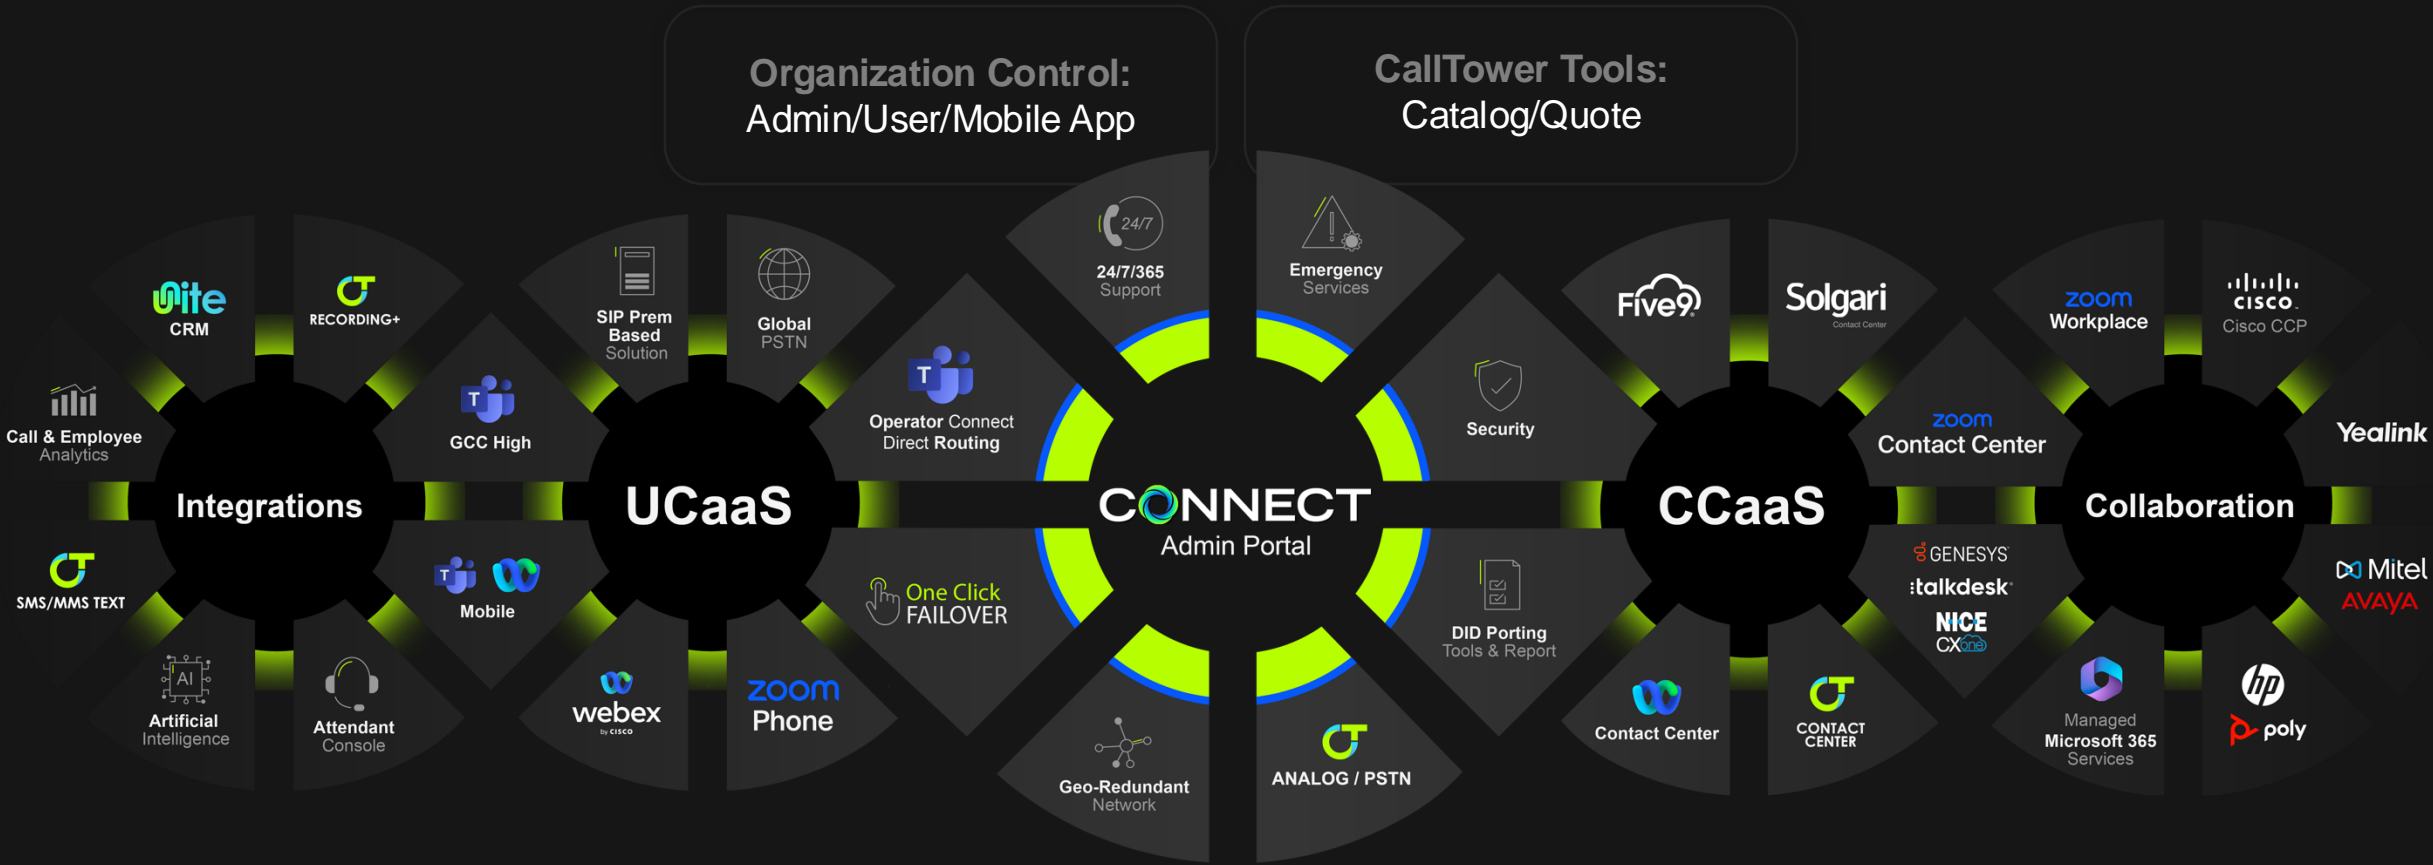 Organization Control:
Admin/User/Mobile App
CallTower Tools:
Catalog/Quote
Unite
CRM
CT
RECORDING+
Call & Employee
Analytics
T
GCC High
Integrations
CT
SMS/MMS TEXT
T
Mobile
AI
Artificial
Intelligence
Attendant
Console
SIP Prem
Based
Solution
Global
PSTN
T
Operator Connect
Direct Routing
UCaaS
One Click
FAILOVER
webex
by CISCO
zoom
Phone
24/7
24/7/365
Support
Emergency
Services
Security
CONNECT
Admin Portal
DID Porting
Tools & Report
Geo-Redundant
Network
CT
ANALOG / PSTN
Five9
Solgari
Contact Center
zoom
Contact Center
CCaaS
GENESYS
:talkdesk
NICE
CXone
Contact Center
CT
CONTACT
CENTER
zoom
Workplace
CISCO
Cisco CCP
Yealink
Collaboration
Mitel
AVAYA
Managed
Microsoft 365
Services
hp
poly